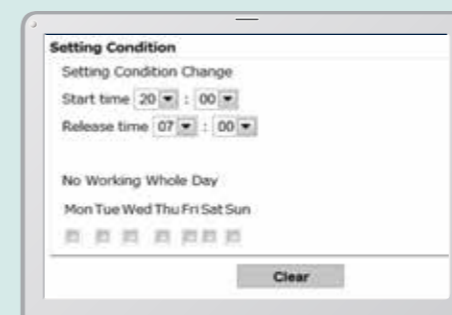 Setting Condition
Setting Condition Change
Start time 20 : 00
Release time 07 : 00
No Working Whole Day
Mon Tue Wed Thu Fri Sat Sun
Clear